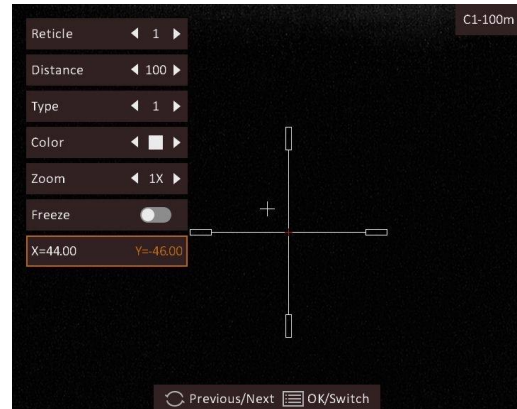 C1-100m
Reticle 1
Distance 100
Type 1
Color
Zoom 1X
Freeze
X=44.00 Y=-46.00
Previous/Next OK/Switch